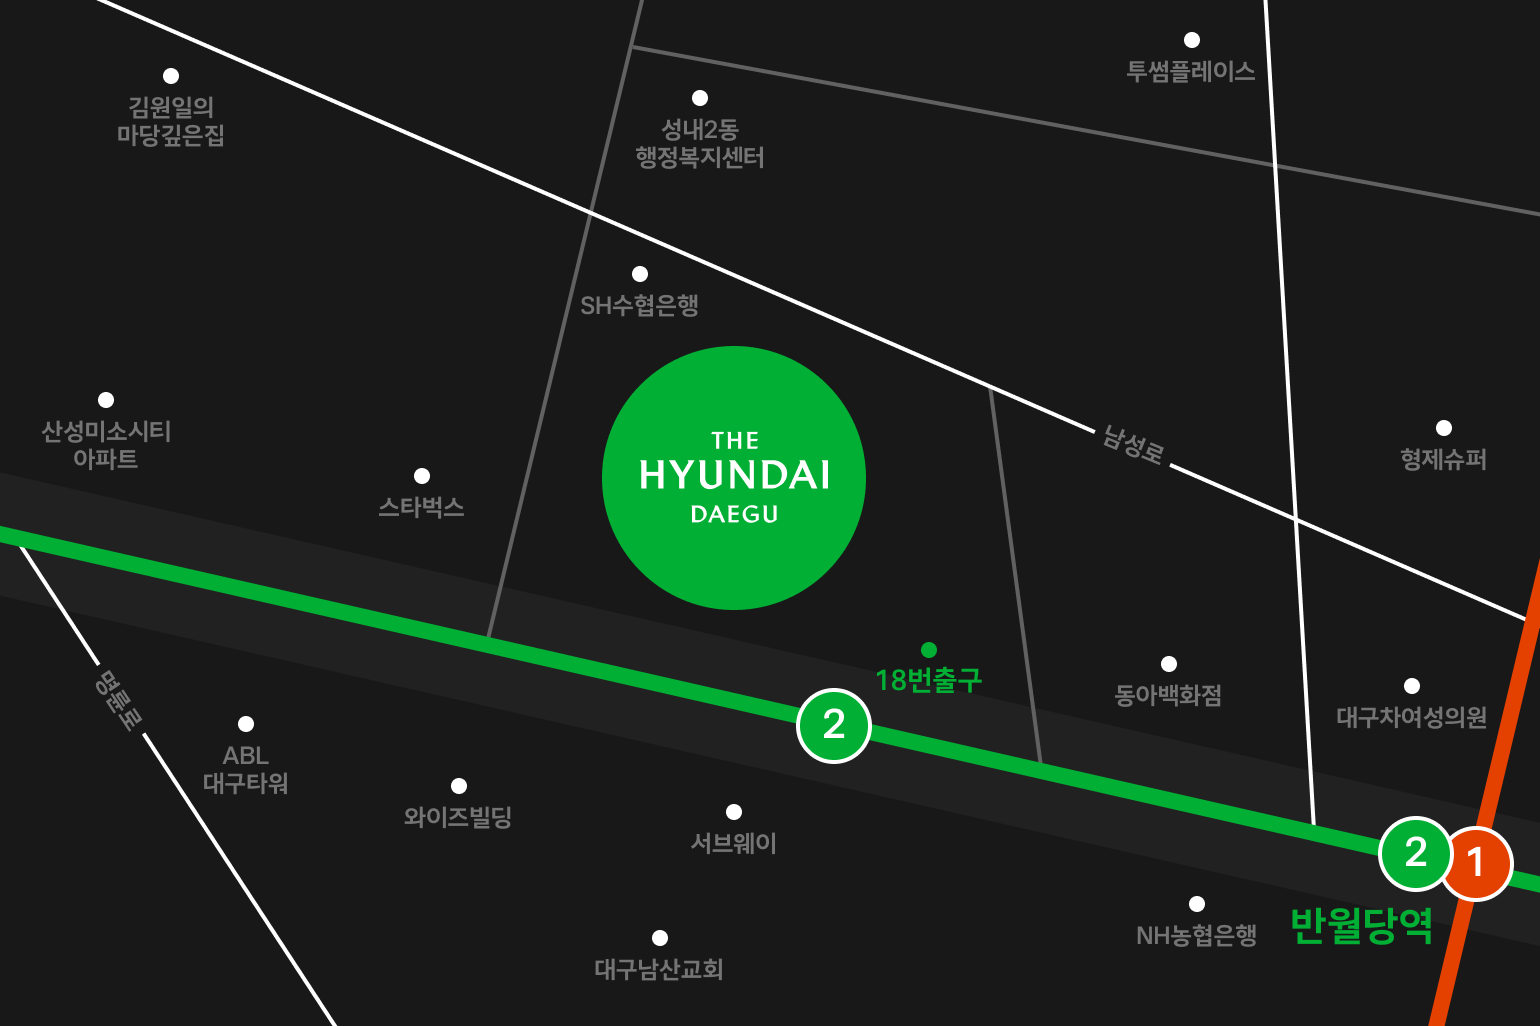 투썸플레이스
김원일의
마당깊은집
성내2동
행정복지센터
SH수협은행
산성미소시티
아파트
스타벅스
THE
HYUNDAI
DAEGU
남성로
형제슈퍼
18번출구
동아백화점
대구차여성의원
명륜로
2
ABL
대구타워
와이즈빌딩
서브웨이
2
1
반월당역
NH농협은행
대구남산교회